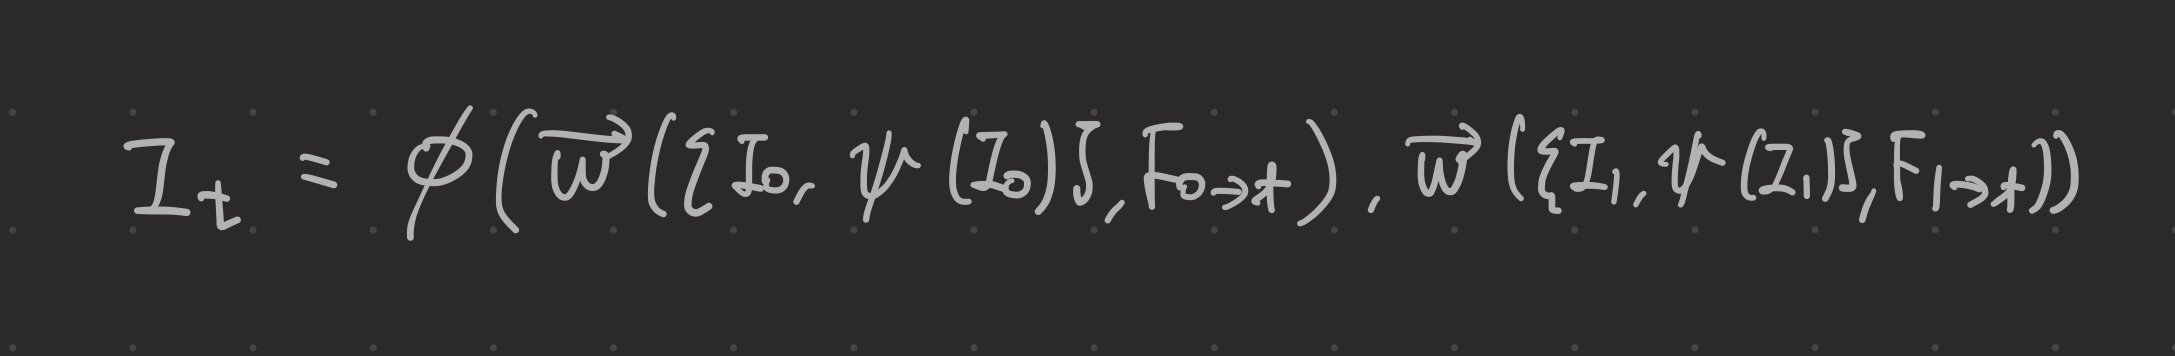 I_t = ϕ(w⃗({I_0, ψ(I_0)}, F_{0→t}), w⃗({I_1, ψ(I_1)}, F_{1→t}))